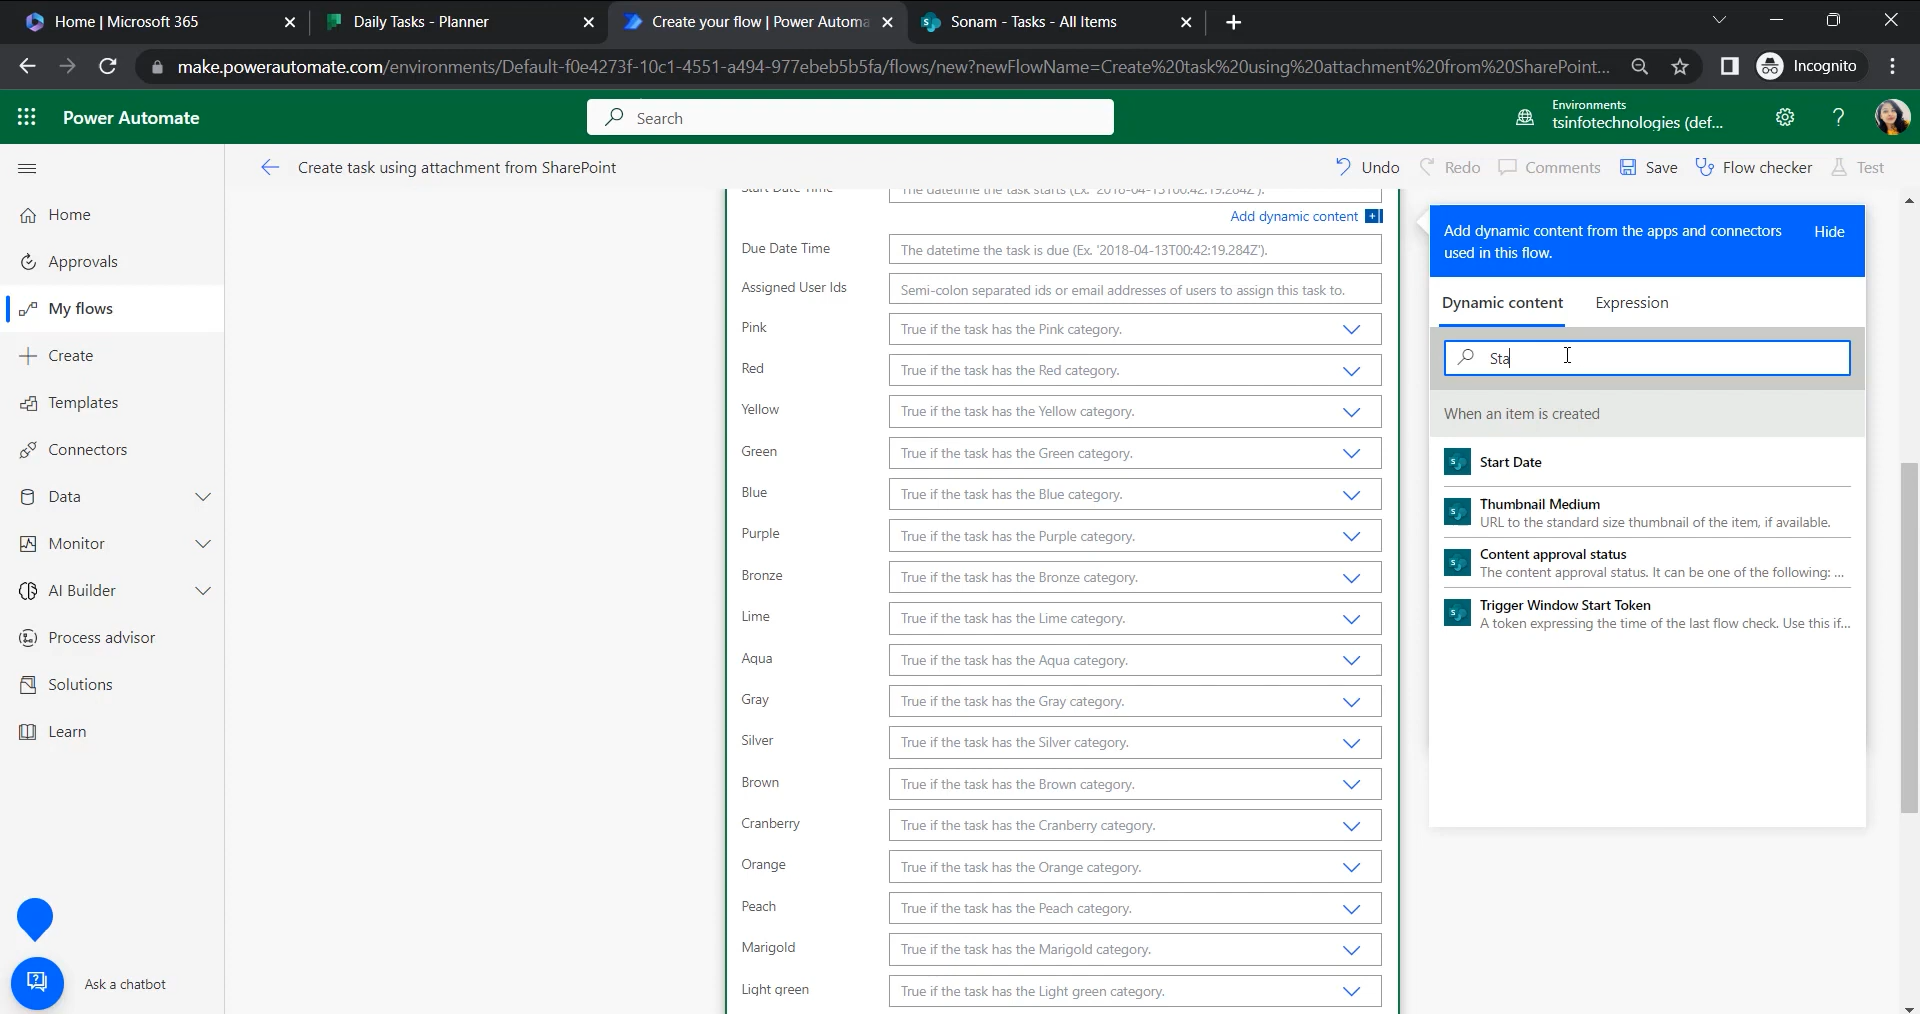 Home | Microsoft 365
Daily Tasks - Planner
Create your flow | Power Automa
Sonam - Tasks - All Items
make.powerautomate.com/environments/Default-f0e4273f-10c1-4551-a494-977ebeb5b5fa/flows/new?newFlowName=Create%20task%20using%20attachment%20from%20SharePoint...
Incognito
Power Automate
Search
Environments
tsinfotechnologies (def...
Create task using attachment from SharePoint
Undo
Redo
Comments
Save
Flow checker
Test
Home
Approvals
My flows
Create
Templates
Connectors
Data
Monitor
AI Builder
Process advisor
Solutions
Learn
Ask a chatbot
Start Date Time
The datetime the task starts (Ex. '2018-04-13T00:42:19.284Z').
Add dynamic content
Due Date Time
The datetime the task is due (Ex. '2018-04-13T00:42:19.284Z').
Assigned User Ids
Semi-colon separated ids or email addresses of users to assign this task to.
Pink
True if the task has the Pink category.
Red
True if the task has the Red category.
Yellow
True if the task has the Yellow category.
Green
True if the task has the Green category.
Blue
True if the task has the Blue category.
Purple
True if the task has the Purple category.
Bronze
True if the task has the Bronze category.
Lime
True if the task has the Lime category.
Aqua
True if the task has the Aqua category.
Gray
True if the task has the Gray category.
Silver
True if the task has the Silver category.
Brown
True if the task has the Brown category.
Cranberry
True if the task has the Cranberry category.
Orange
True if the task has the Orange category.
Peach
True if the task has the Peach category.
Marigold
True if the task has the Marigold category.
Light green
True if the task has the Light green category.
Add dynamic content from the apps and connectors
used in this flow.
Hide
Dynamic content
Expression
Sta
When an item is created
Start Date
Thumbnail Medium
URL to the standard size thumbnail of the item, if available.
Content approval status
The content approval status. It can be one of the following: ...
Trigger Window Start Token
A token expressing the time of the last flow check. Use this if...